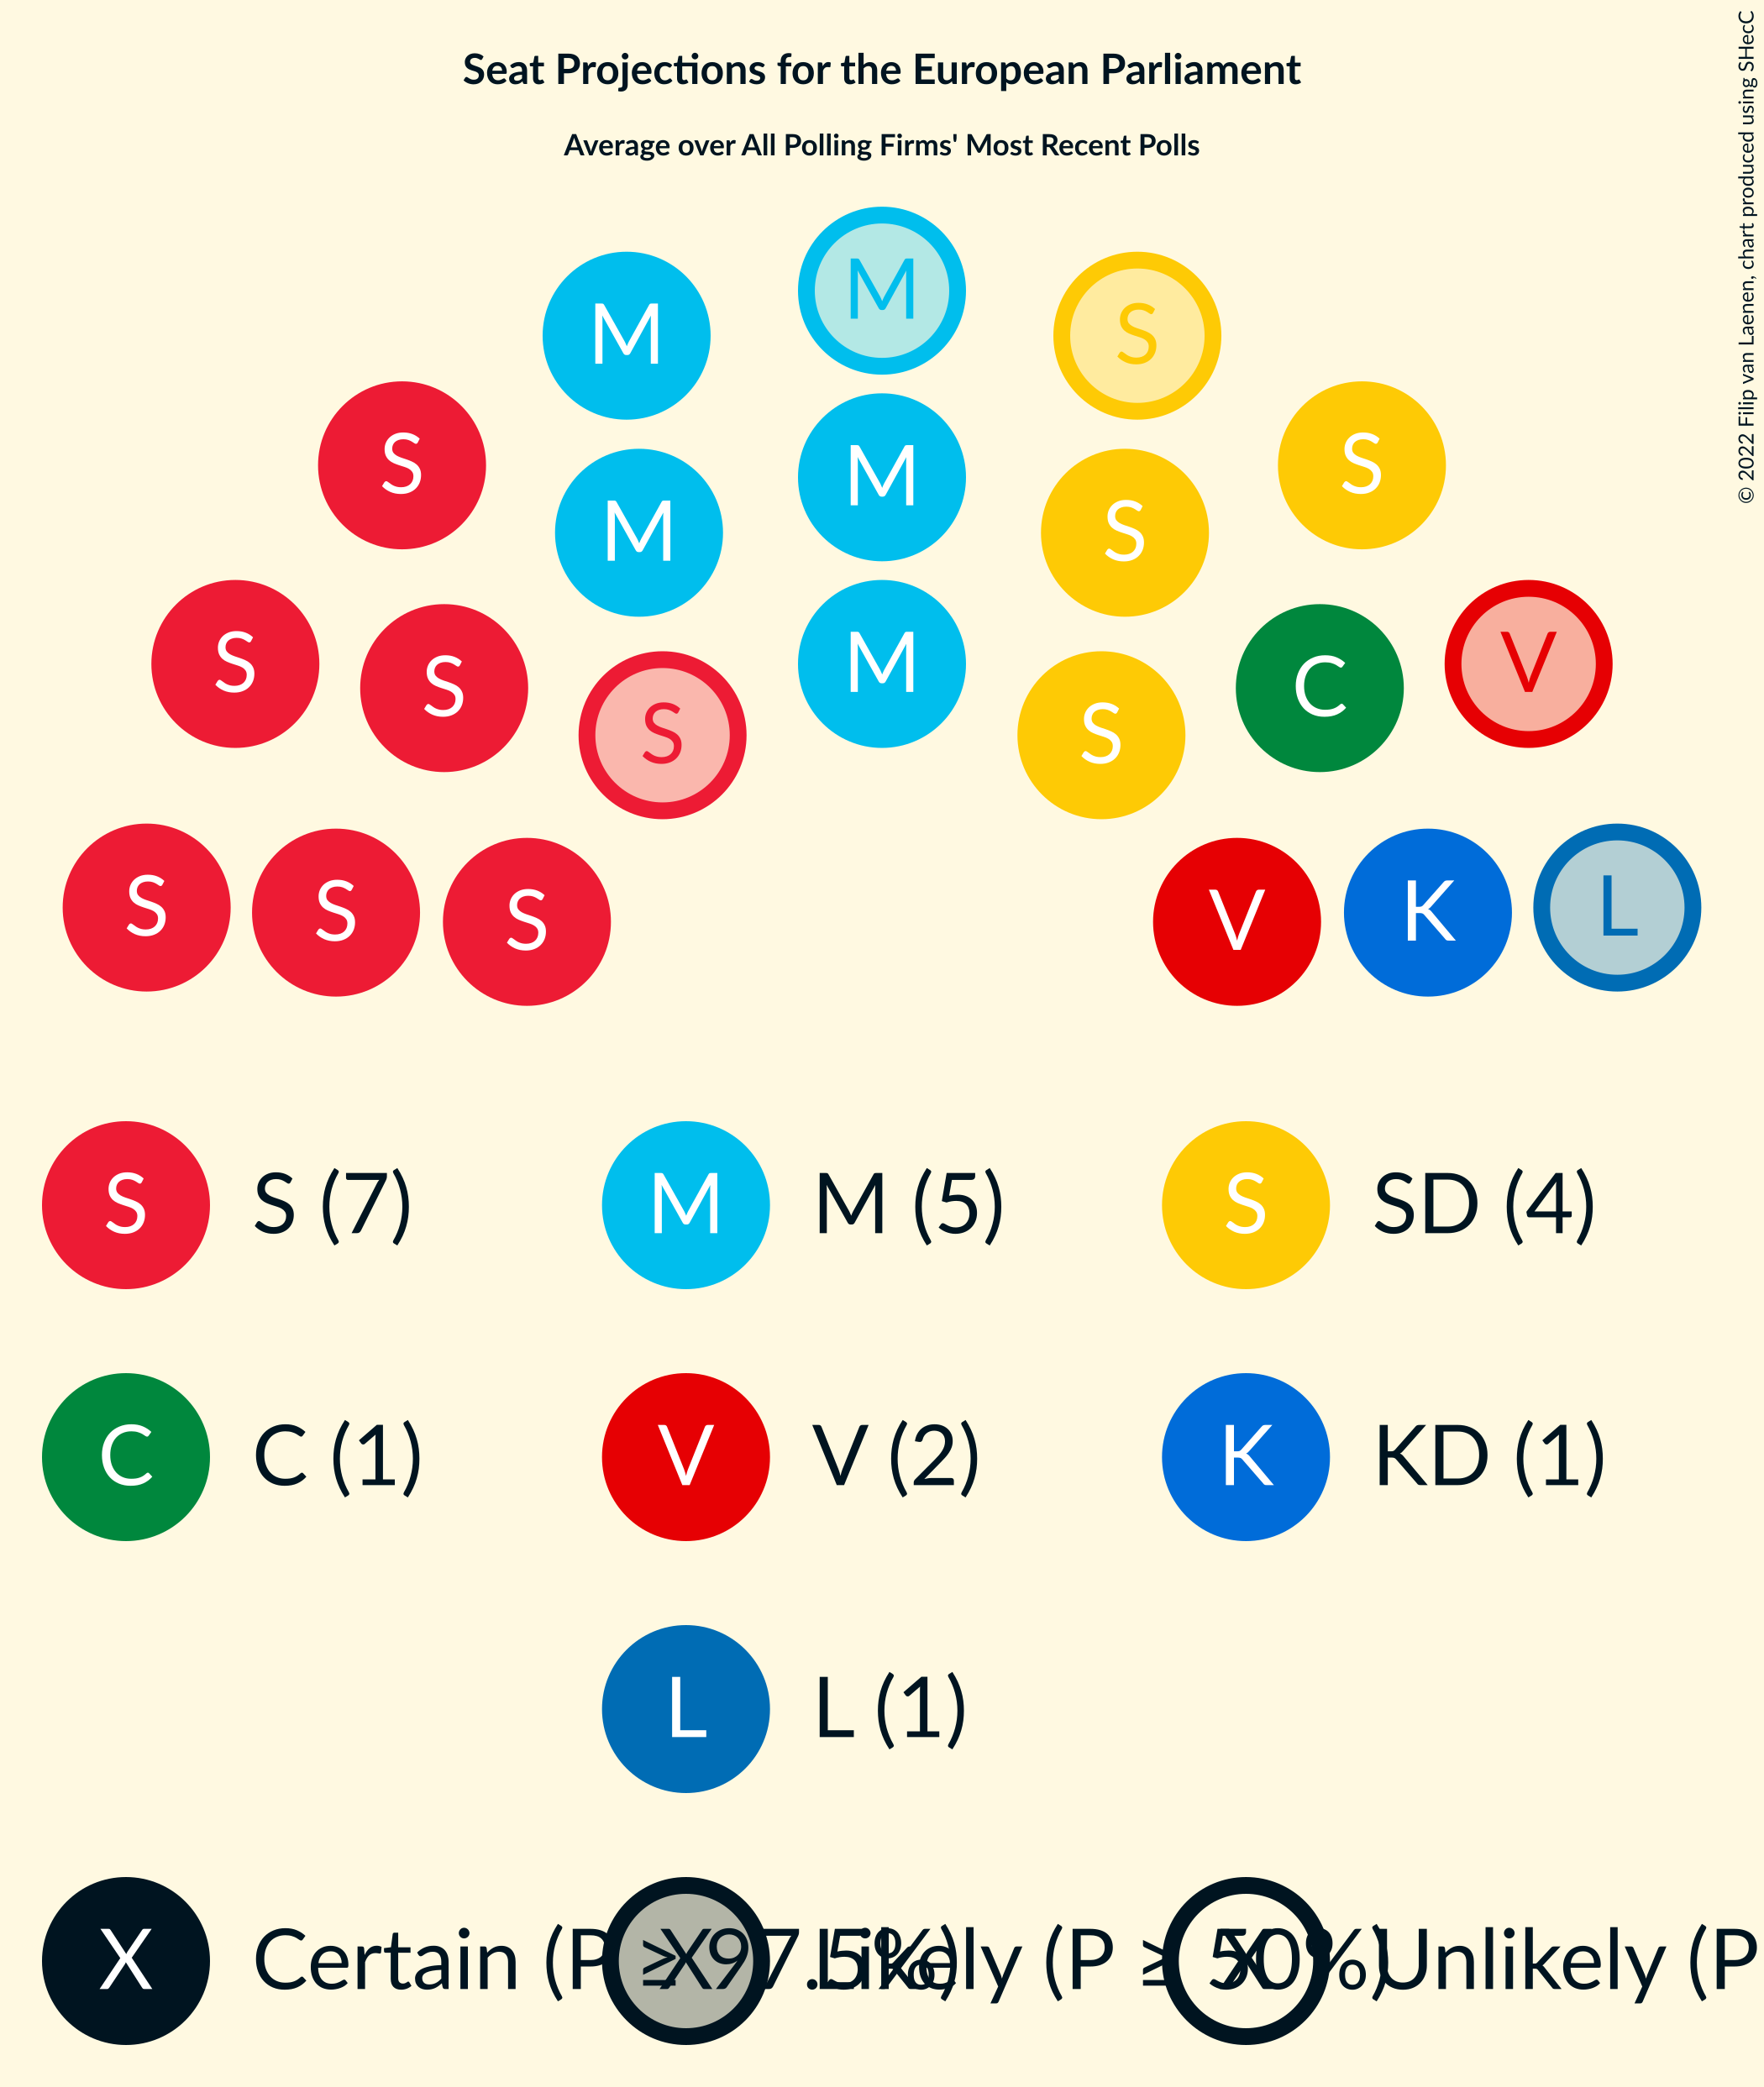 Seat Projections for the European Parliament
Average over All Polling Firms' Most Recent Polls
© 2022 Filip van Laenen, chart produced using SHecC
M
M S
S S
M M S
S S C V
S M S
S S S V K L
S S (7) M M (5) S SD (4)
C C (1) V V (2) K KD (1)
L L (1)
X Certain (P ≥ 97.5%) X Likely (P ≥ 50%) X Unlikely (P